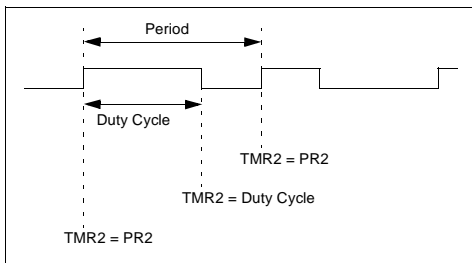 Period
Duty Cycle
TMR2 = PR2
TMR2 = Duty Cycle
TMR2 = PR2